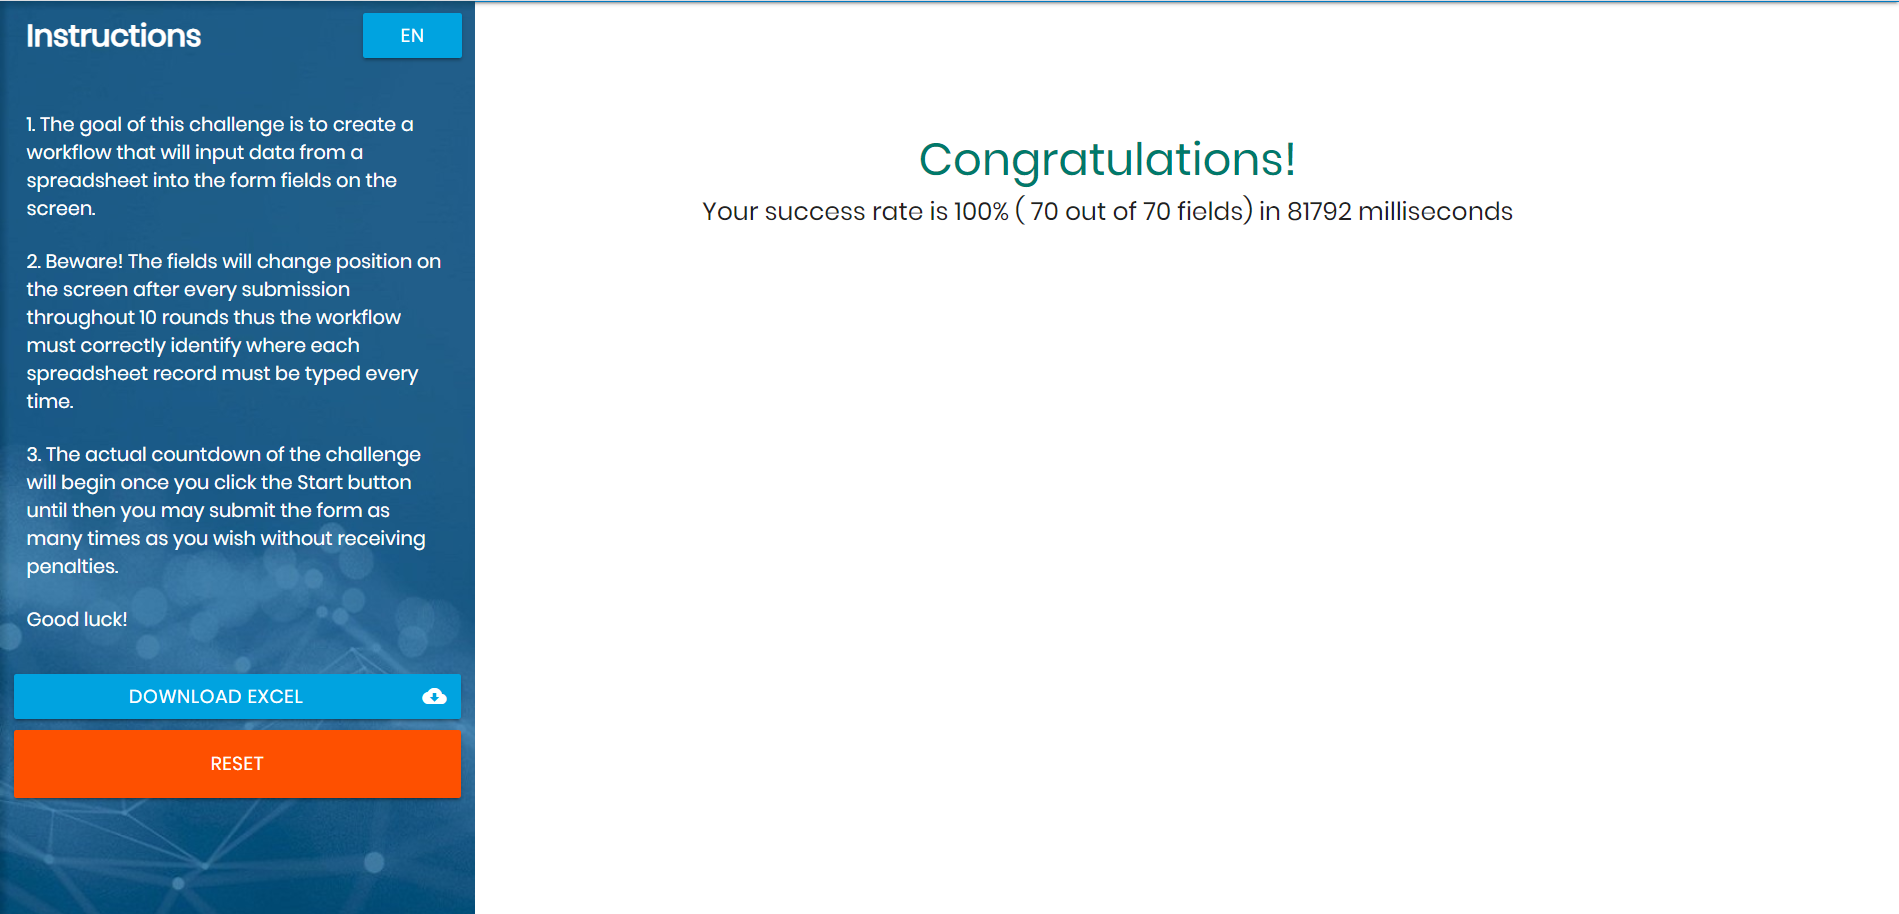 Instructions
EN
1. The goal of this challenge is to create a
workflow that will input data from a
spreadsheet into the form fields on the
screen.
2. Beware! The fields will change position on
the screen after every submission
throughout 10 rounds thus the workflow
must correctly identify where each
spreadsheet record must be typed every
time.
3. The actual countdown of the challenge
will begin once you click the Start button
until then you may submit the form as
many times as you wish without receiving
penalties.
Good luck!
DOWNLOAD EXCEL
RESET
Congratulations!
Your success rate is 100% ( 70 out of 70 fields) in 81792 milliseconds